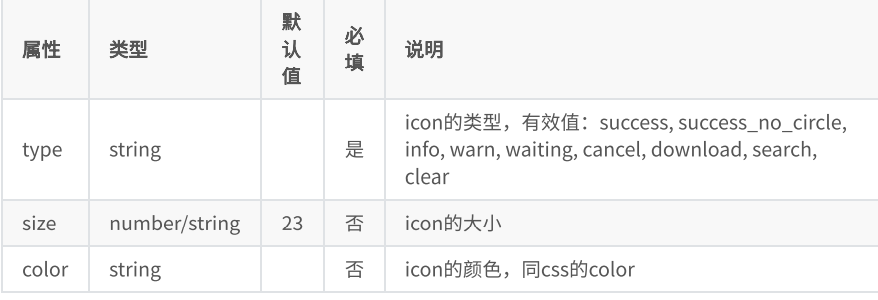 属性 类型 默认值 必填 说明
type string 是 icon的类型，有效值：success, success_no_circle,
info, warn, waiting, cancel, download, search,
clear
size number/string 23 否 icon的大小
color string 否 icon的颜色，同css的color